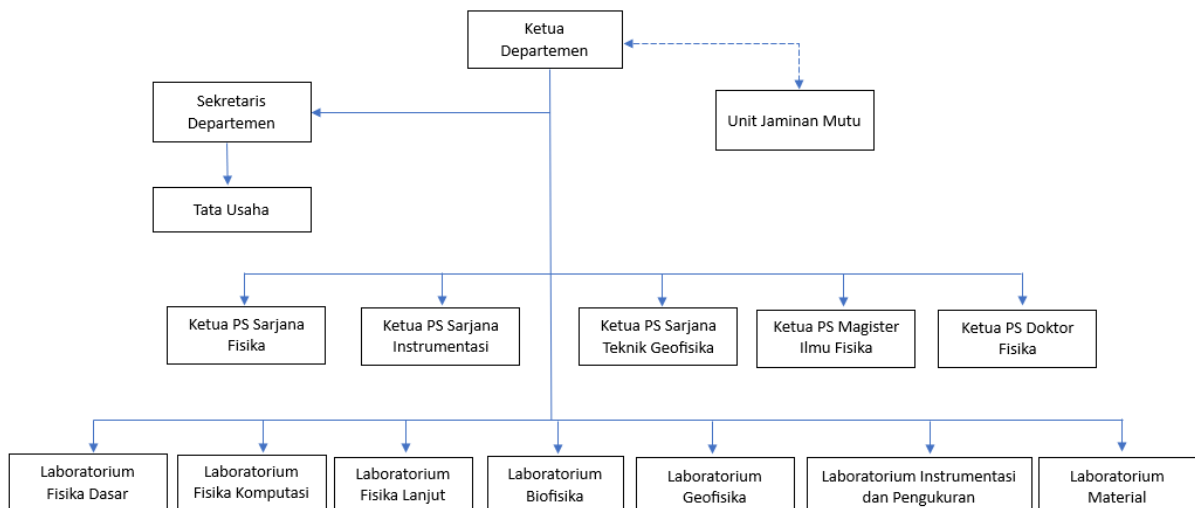 Ketua
Departemen
Sekretaris
Departemen
Unit Jaminan Mutu
Tata Usaha
Ketua PS Sarjana
Fisika
Ketua PS Sarjana
Instrumentasi
Ketua PS Sarjana
Teknik Geofisika
Ketua PS Magister
Ilmu Fisika
Ketua PS Doktor
Fisika
Laboratorium
Fisika Dasar
Laboratorium
Fisika Komputasi
Laboratorium
Fisika Lanjut
Laboratorium
Biofisika
Laboratorium
Geofisika
Laboratorium Instrumentasi
dan Pengukuran
Laboratorium
Material